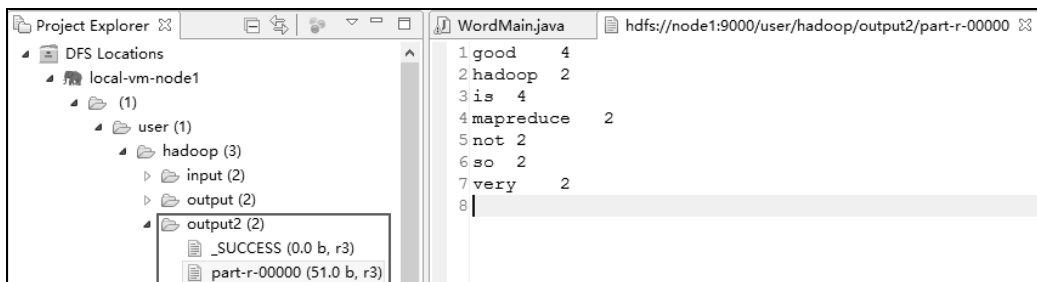 Project Explorer
DFS Locations
local-vm-node1
(1)
user (1)
hadoop (3)
input (2)
output (2)
output2 (2)
_SUCCESS (0.0 b, r3)
part-r-00000 (51.0 b, r3)
WordMain.java
hdfs://node1:9000/user/hadoop/output2/part-r-00000
1 good 4
2 hadoop 2
3 is 4
4 mapreduce 2
5 not 2
6 so 2
7 very 2
8